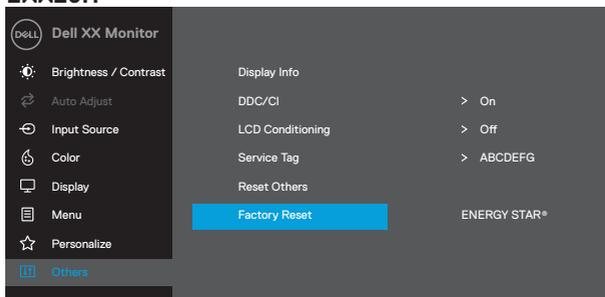 DELL Dell XX Monitor
Brightness / Contrast Display Info
Auto Adjust DDC/CI > On
Input Source LCD Conditioning > Off
Color Service Tag > ABCDEFG
Display Reset Others
Menu Factory Reset ENERGY STAR®
Personalize
Others